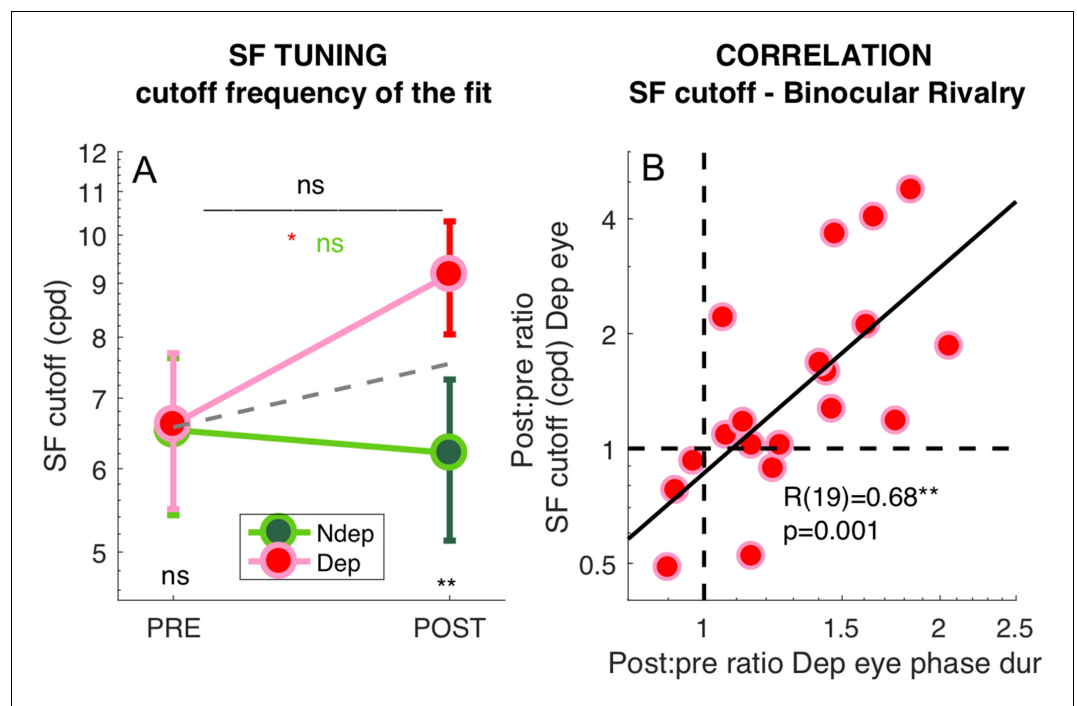 SF TUNING
cutoff frequency of the fit
A
12
11
10
9
8
7
6
5
SF cutoff (cpd)
ns
* ns
ns
**
Ndep
Dep
PRE
POST
CORRELATION
SF cutoff - Binocular Rivalry
B
4
2
1
0.5
Post:pre ratio
SF cutoff (cpd) Dep eye
R(19)=0.68**
p=0.001
1
1.5
2
2.5
Post:pre ratio Dep eye phase dur